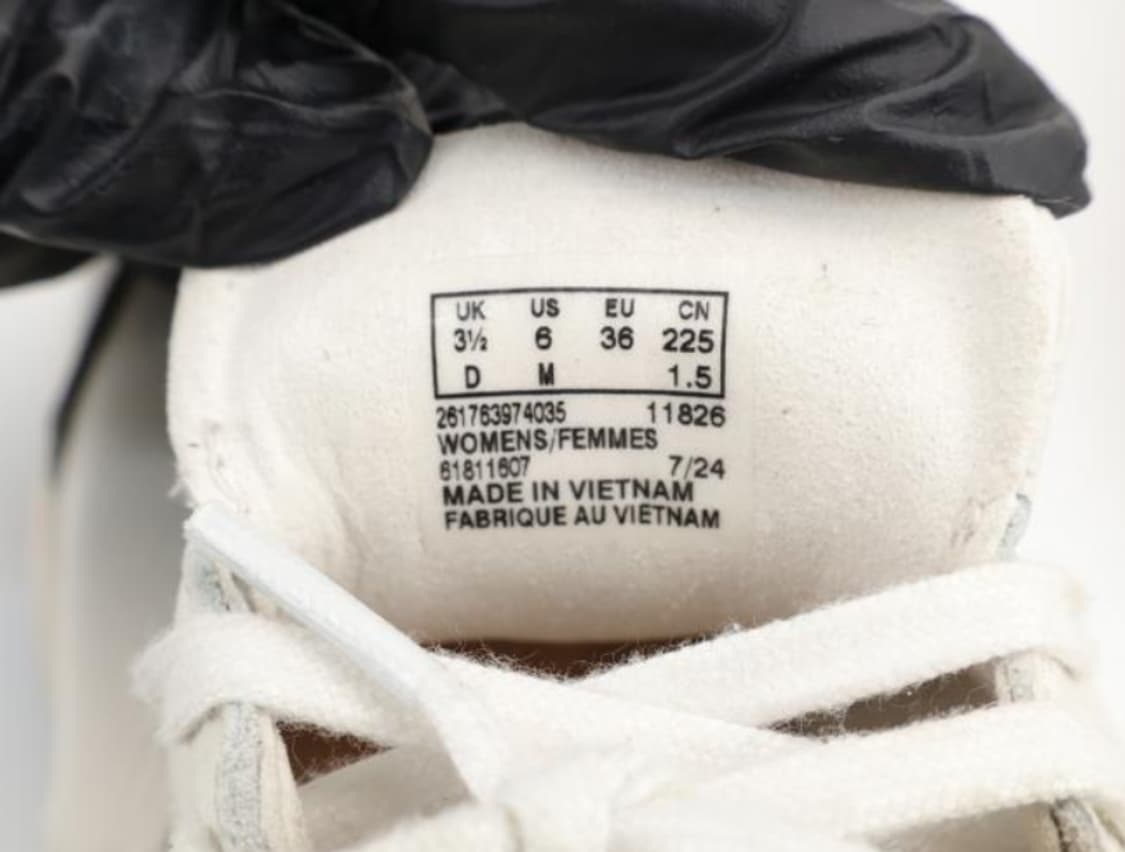 UK US EU CN
3½ 6 36 225
D M 1.5
261763974035 11826
WOMENS/FEMMES
61811607 7/24
MADE IN VIETNAM
FABRIQUE AU VIETNAM